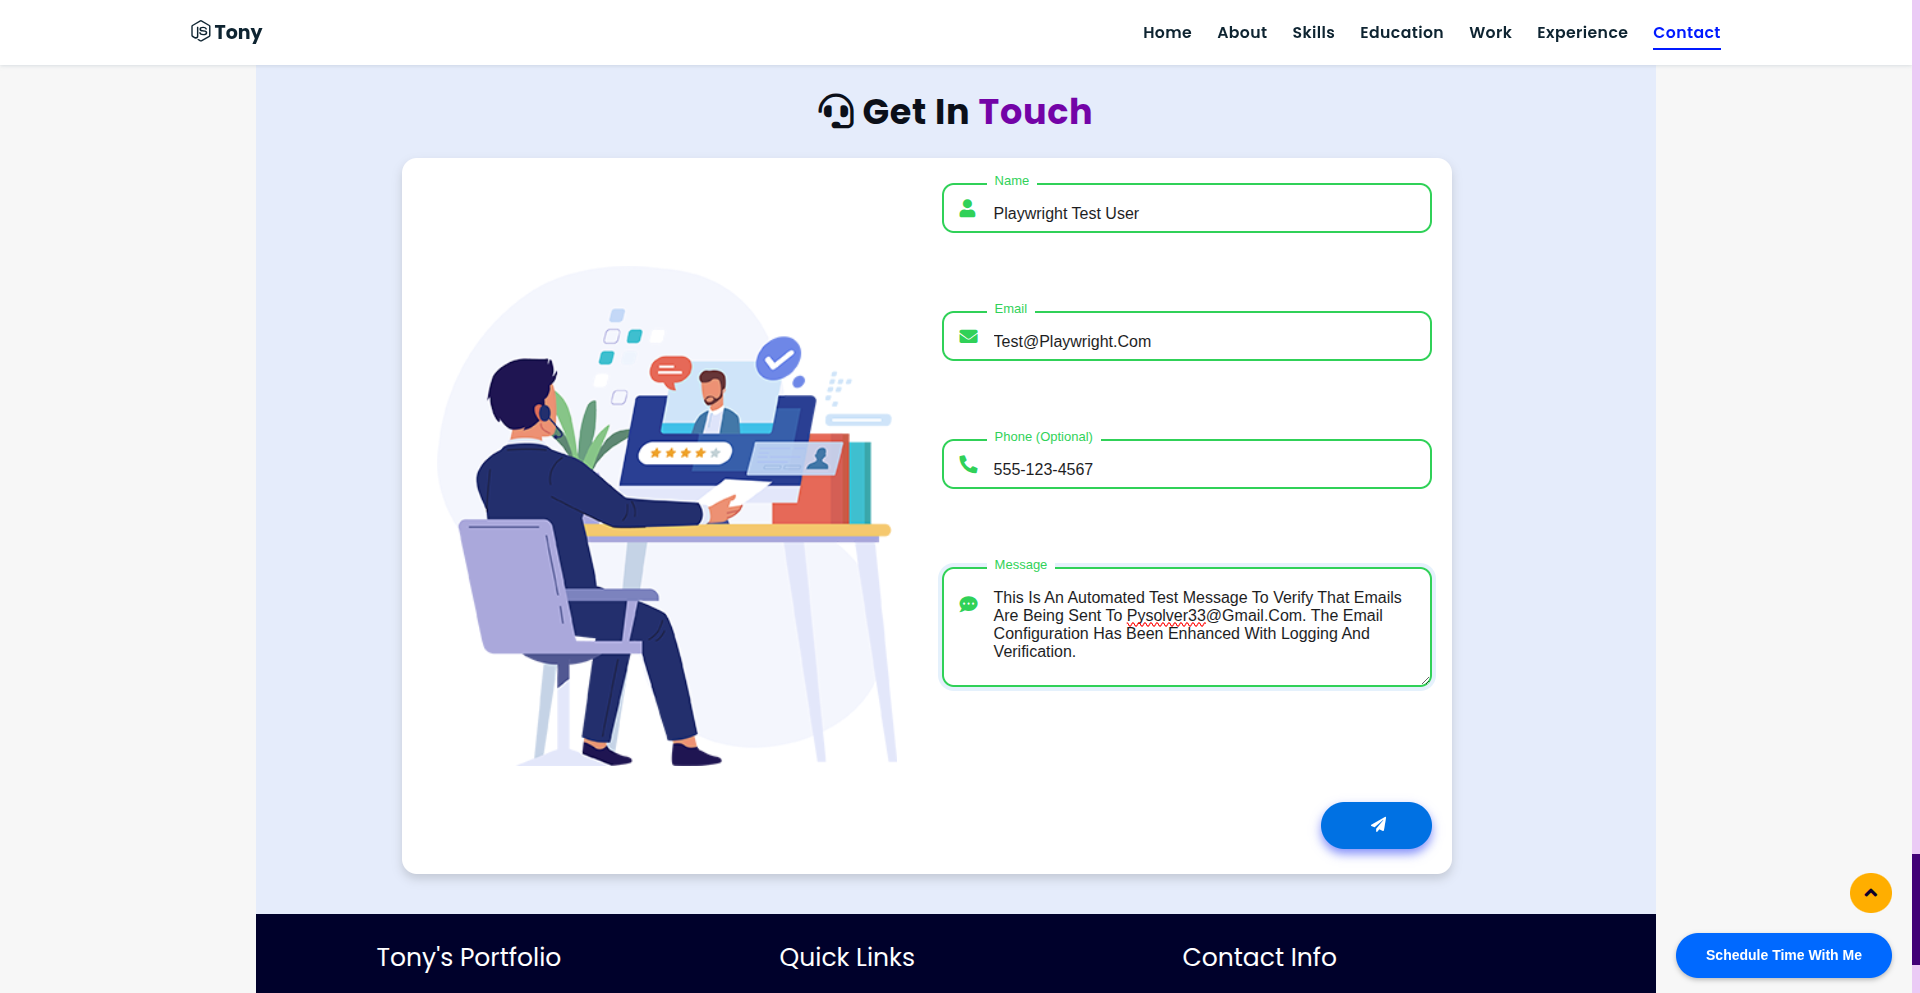 Tony
Home About Skills Education Work Experience Contact
Get In Touch
Name
Playwright Test User
Email
Test@Playwright.Com
Phone (Optional)
555-123-4567
Message
This Is An Automated Test Message To Verify That Emails
Are Being Sent To Pysolver33@Gmail.Com. The Email
Configuration Has Been Enhanced With Logging And
Verification.
Tony's Portfolio
Quick Links
Contact Info
Schedule Time With Me